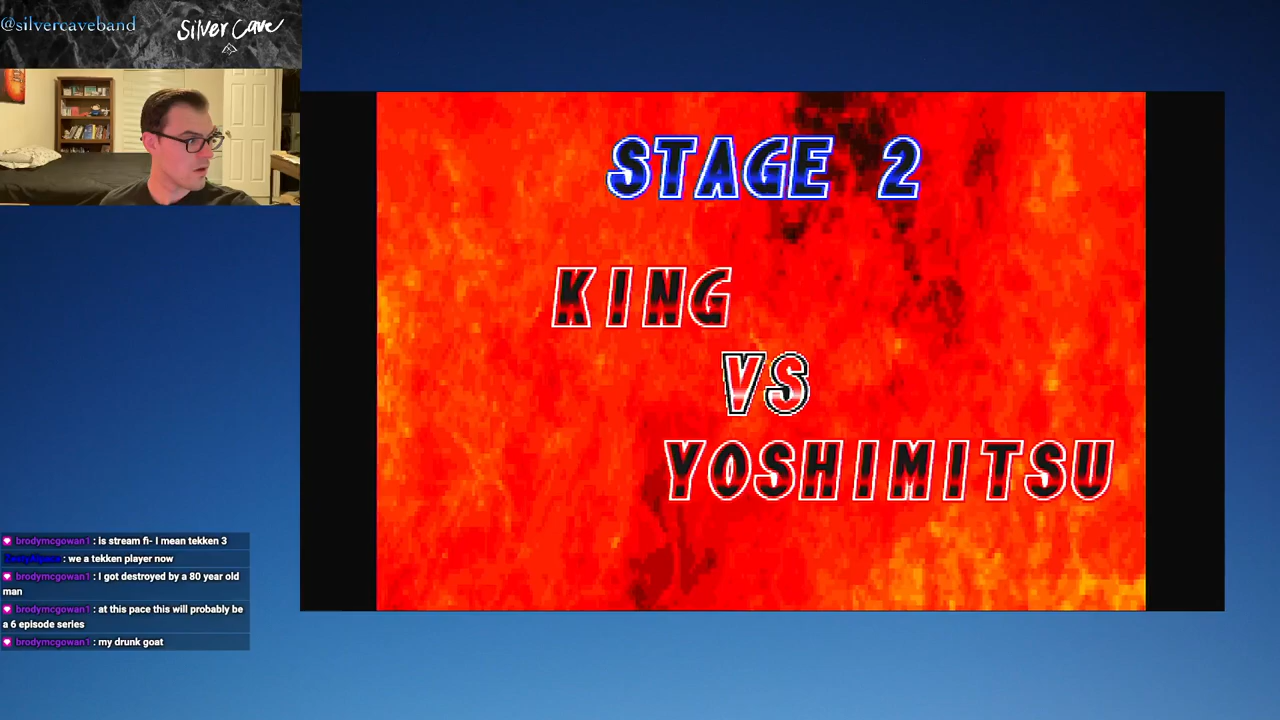 @silvercaveband
Silver Cave
STAGE 2
KING
VS
YOSHIMITSU
brodymcgowan1 : is stream fi- I mean tekken 3
: we a tekken player now
brodymcgowan1 : I got destroyed by a 80 year old
man
brodymcgowan1 : at this pace this will probably be
a 6 episode series
brodymcgowan1 : my drunk goat